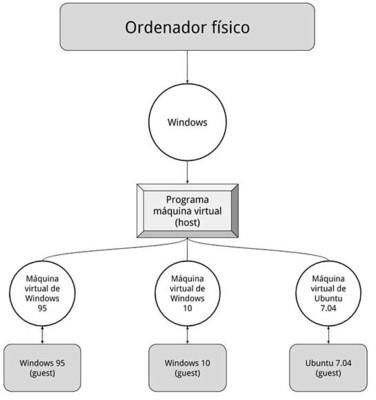 Ordenador físico
Windows
Programa
máquina virtual
(host)
Máquina
virtual de
Windows
95
Máquina
virtual de
Windows
10
Máquina
virtual de
Ubuntu
7.04
Windows 95
(guest)
Windows 10
(guest)
Ubuntu 7.04
(guest)